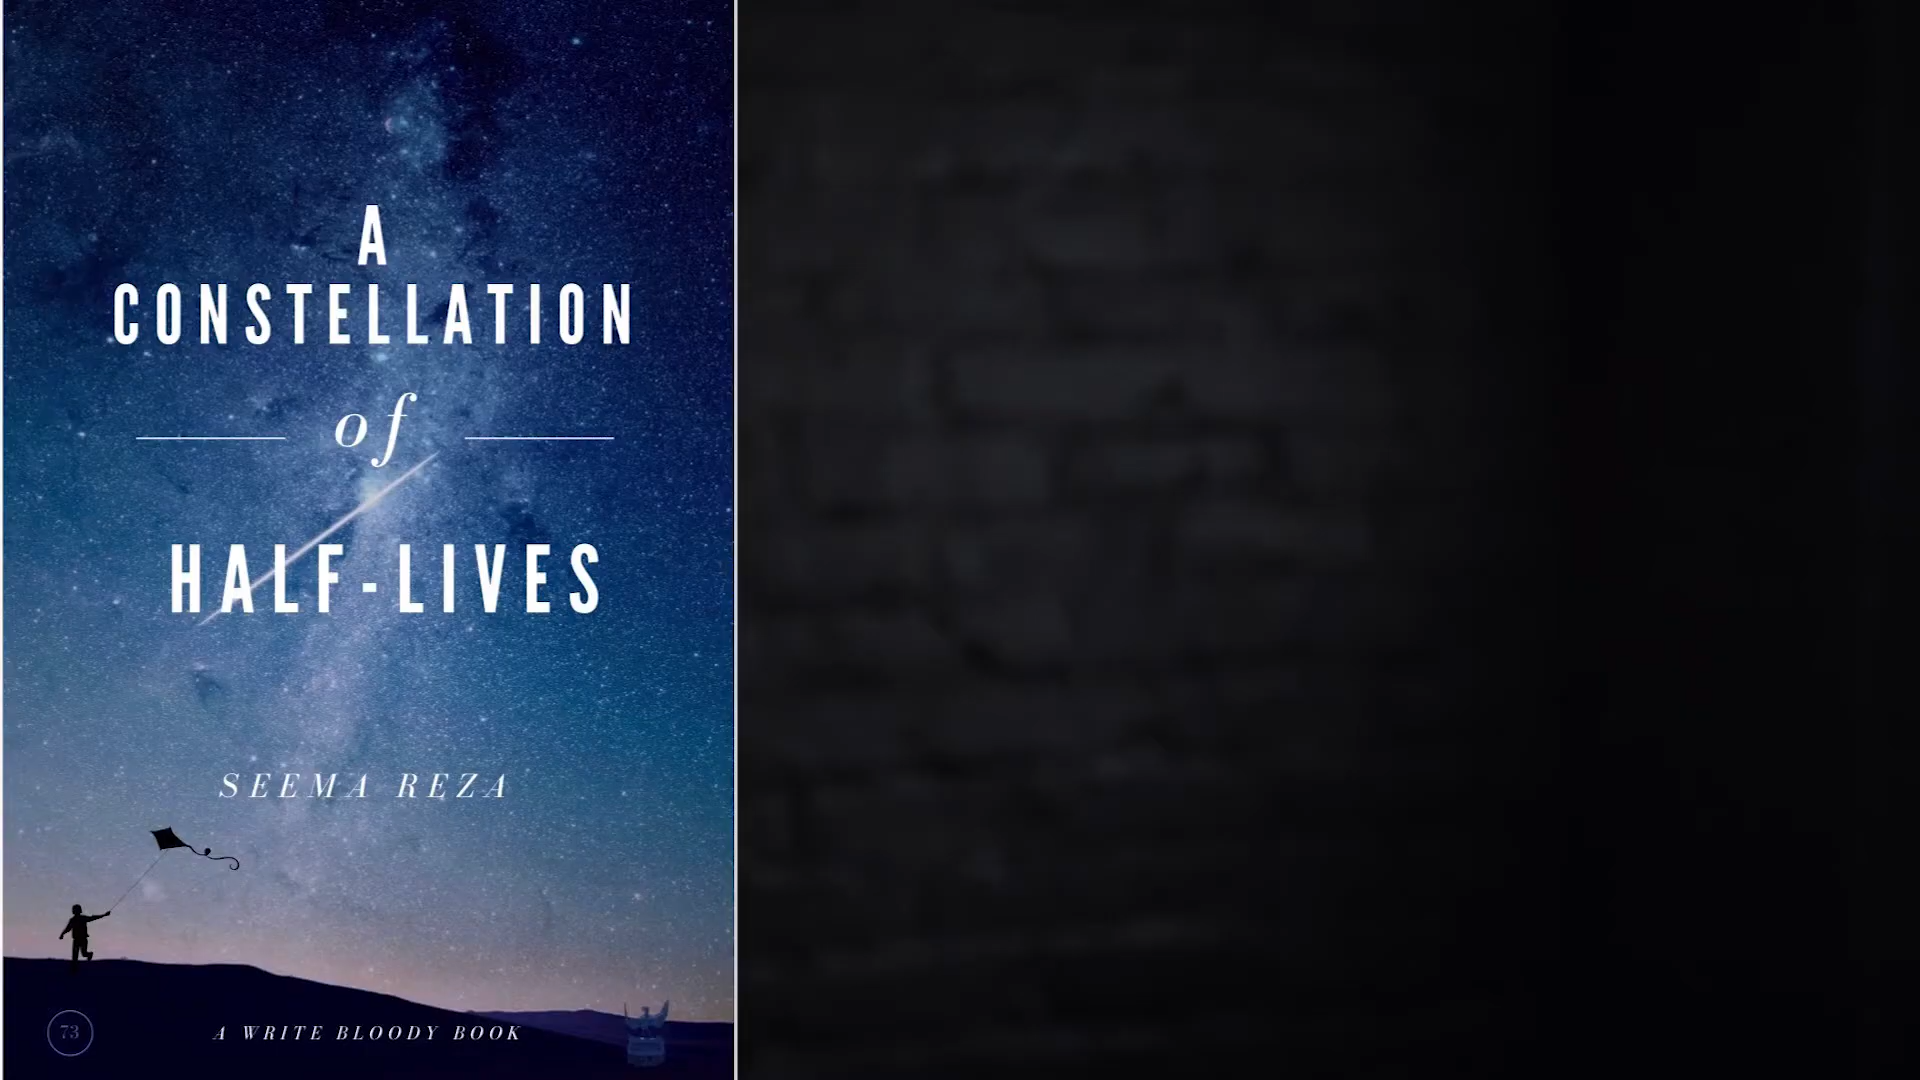 A
CONSTELLATION
of
HALF-LIVES
SEEMA REZA
73
A WRITE BLOODY BOOK